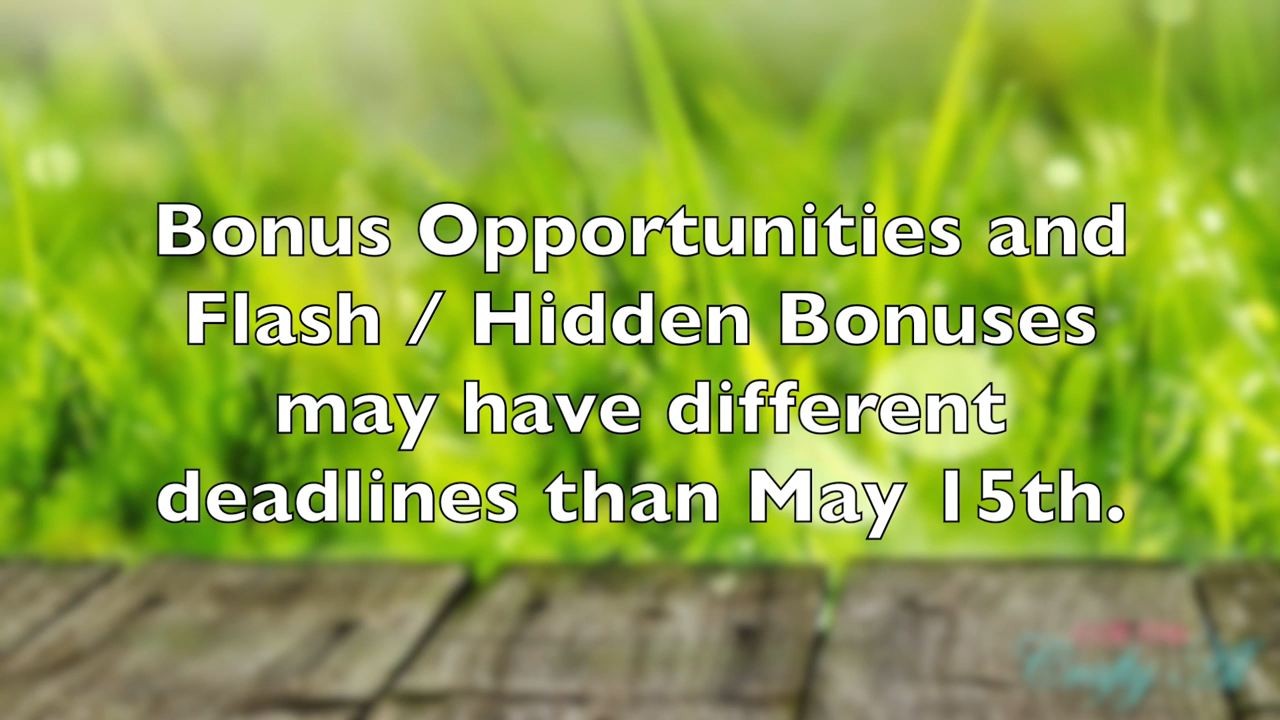 Bonus Opportunities and
Flash / Hidden Bonuses
may have different
deadlines than May 15th.